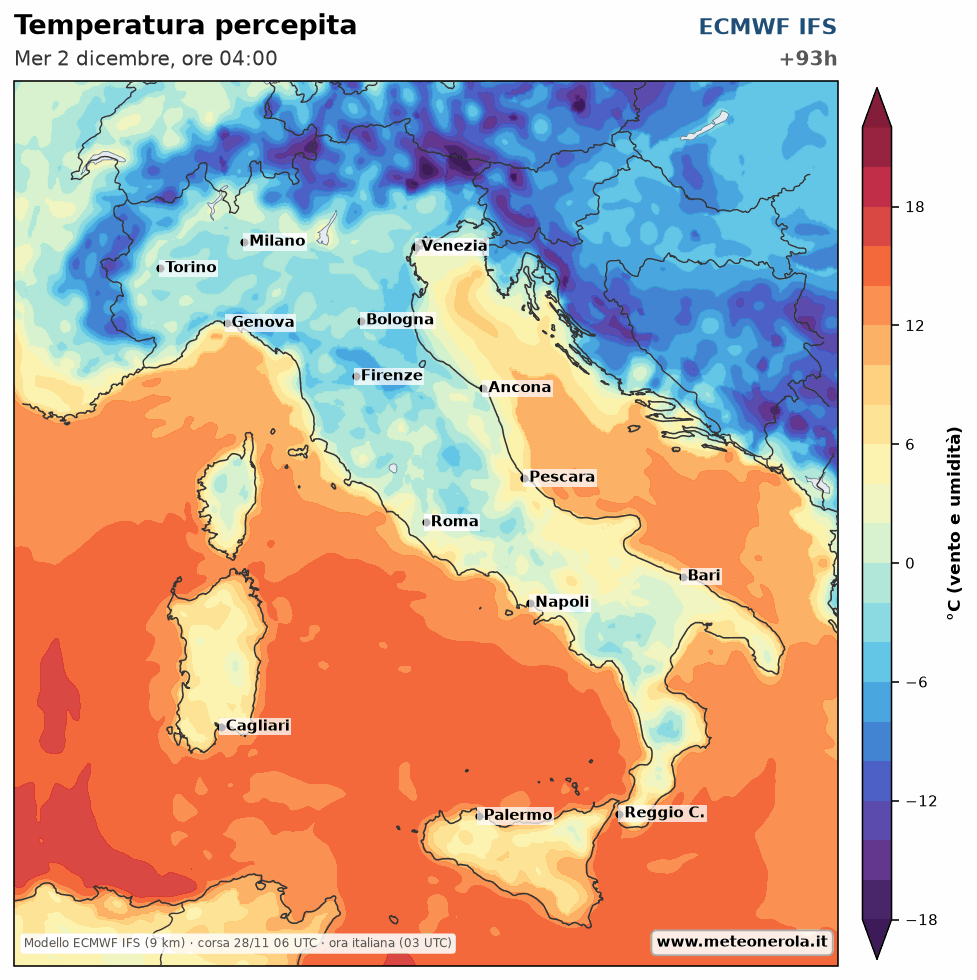 Temperatura percepita
ECMWF IFS
Mer 2 dicembre, ore 04:00
+93h
Milano
Venezia
Torino
Genova
Bologna
Firenze
Ancona
Pescara
Roma
Bari
Napoli
Cagliari
Palermo
Reggio C.
18
12
6
0
−6
−12
−18
°C (vento e umidità)
Modello ECMWF IFS (9 km) · corsa 28/11 06 UTC · ora italiana (03 UTC)
www.meteonerola.it